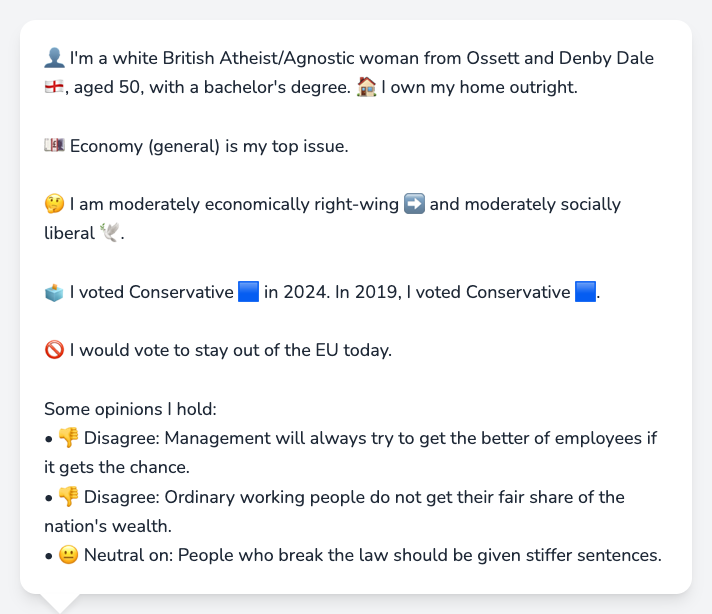 👤 I'm a white British Atheist/Agnostic woman from Ossett and Denby Dale
🏴󠁧󠁢󠁥󠁮󠁧󠁿, aged 50, with a bachelor's degree. 🏠 I own my home outright.
💷 Economy (general) is my top issue.
🤔 I am moderately economically right-wing ➡️ and moderately socially
liberal 🕊️.
🗳️ I voted Conservative 🟦 in 2024. In 2019, I voted Conservative 🟦.
🚫 I would vote to stay out of the EU today.
Some opinions I hold:
• 👎 Disagree: Management will always try to get the better of employees if
it gets the chance.
• 👎 Disagree: Ordinary working people do not get their fair share of the
nation's wealth.
• 😐 Neutral on: People who break the law should be given stiffer sentences.